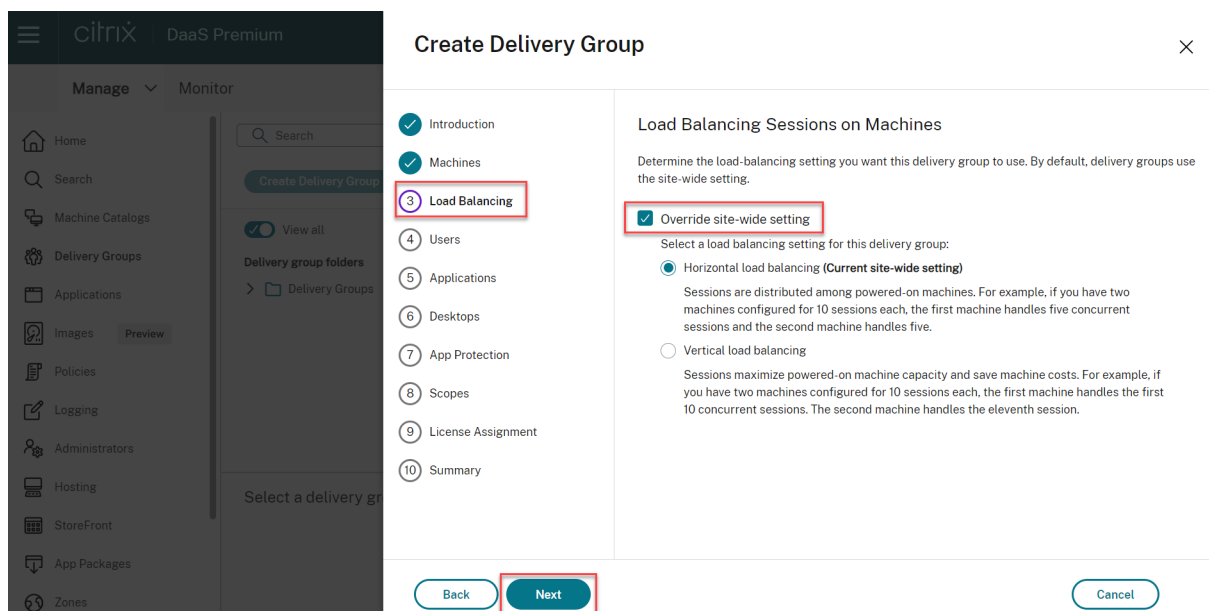 citrix
DaaS Premium
Manage
Monitor
Home
Search
Machine Catalogs
Delivery Groups
Applications
Images
Preview
Policies
Logging
Administrators
Hosting
StoreFront
App Packages
Zones
Search
Create Delivery Group
View all
Delivery group folders
Delivery Groups
Select a delivery gr
Create Delivery Group
Introduction
Machines
3 Load Balancing
4 Users
5 Applications
6 Desktops
7 App Protection
8 Scopes
9 License Assignment
10 Summary
Load Balancing Sessions on Machines
Determine the load-balancing setting you want this delivery group to use. By default, delivery groups use
the site-wide setting.
Override site-wide setting
Select a load balancing setting for this delivery group:
Horizontal load balancing (Current site-wide setting)
Sessions are distributed among powered-on machines. For example, if you have two
machines configured for 10 sessions each, the first machine handles five concurrent
sessions and the second machine handles five.
Vertical load balancing
Sessions maximize powered-on machine capacity and save machine costs. For example, if
you have two machines configured for 10 sessions each, the first machine handles the first
10 concurrent sessions. The second machine handles the eleventh session.
Back
Next
Cancel